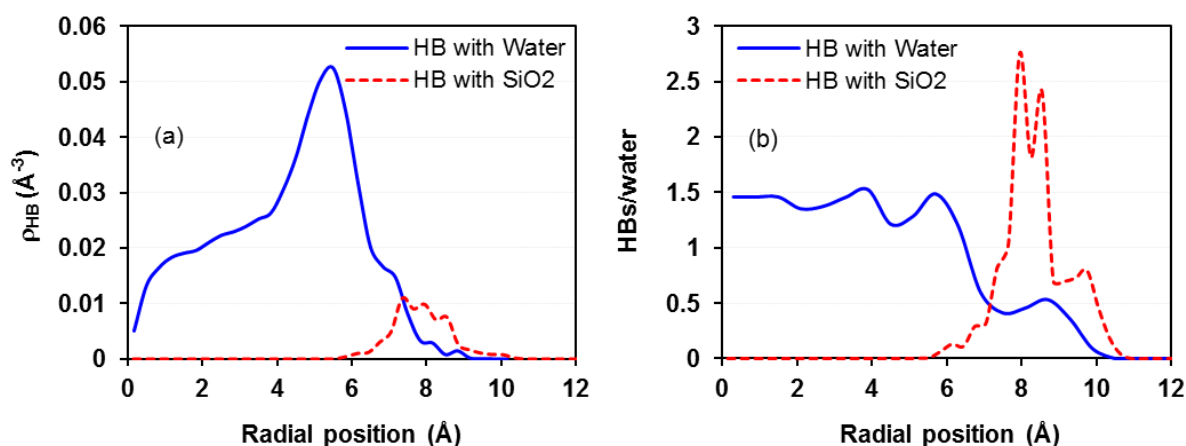 0.06
HB with Water
HB with SiO2
0.05
0.04
(a)
ρHB (Å-3)
0.03
0.02
0.01
0
0 2 4 6 8 10 12
Radial position (Å)
3
HB with Water
HB with SiO2
2.5
2
(b)
HBs/water
1.5
1
0.5
0
0 2 4 6 8 10 12
Radial position (Å)